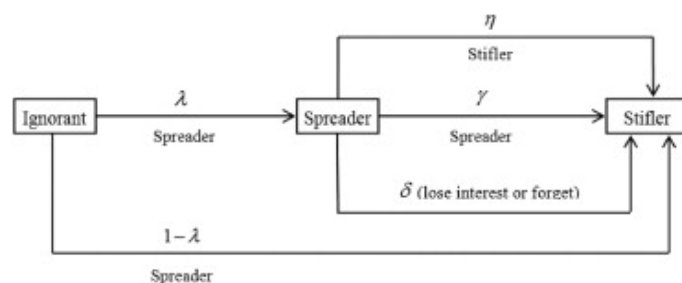 η
Stifler
λ
γ
Ignorant
Spreader
Stifler
Spreader
Spreader
δ (lose interest or forget)
1−λ
Spreader